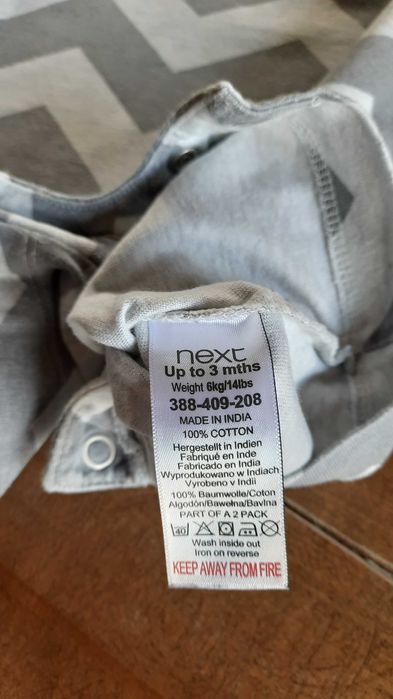 next
Up to 3 mths
Weight 6kg/14lbs
388-409-208
MADE IN INDIA
100% COTTON
Hergestellt in Indien
Fabriqué en Inde
Fabricado en India
Wyprodukowano w Indiach
Vyrobeno v Indii
100% Baumwolle/Coton
Algodón/Bawełna/Bavlna
PART OF A 2 PACK
40
Wash inside out
Iron on reverse
KEEP AWAY FROM FIRE